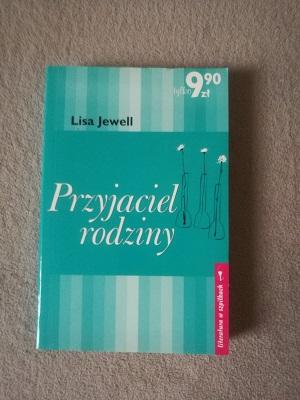 tylko 9,90 zł
Lisa Jewell
Przyjaciel
rodziny
literatura w szpilkach